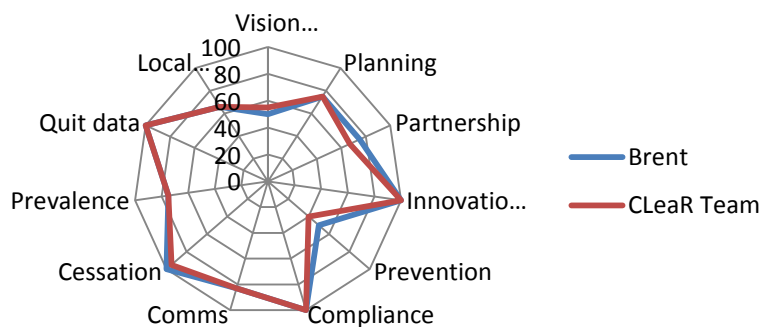 Vision...
Local...
Planning
100
80
60
40
20
0
Quit data
Partnership
Brent
Prevalence
Innovatio...
CLeaR Team
Cessation
Prevention
Comms
Compliance